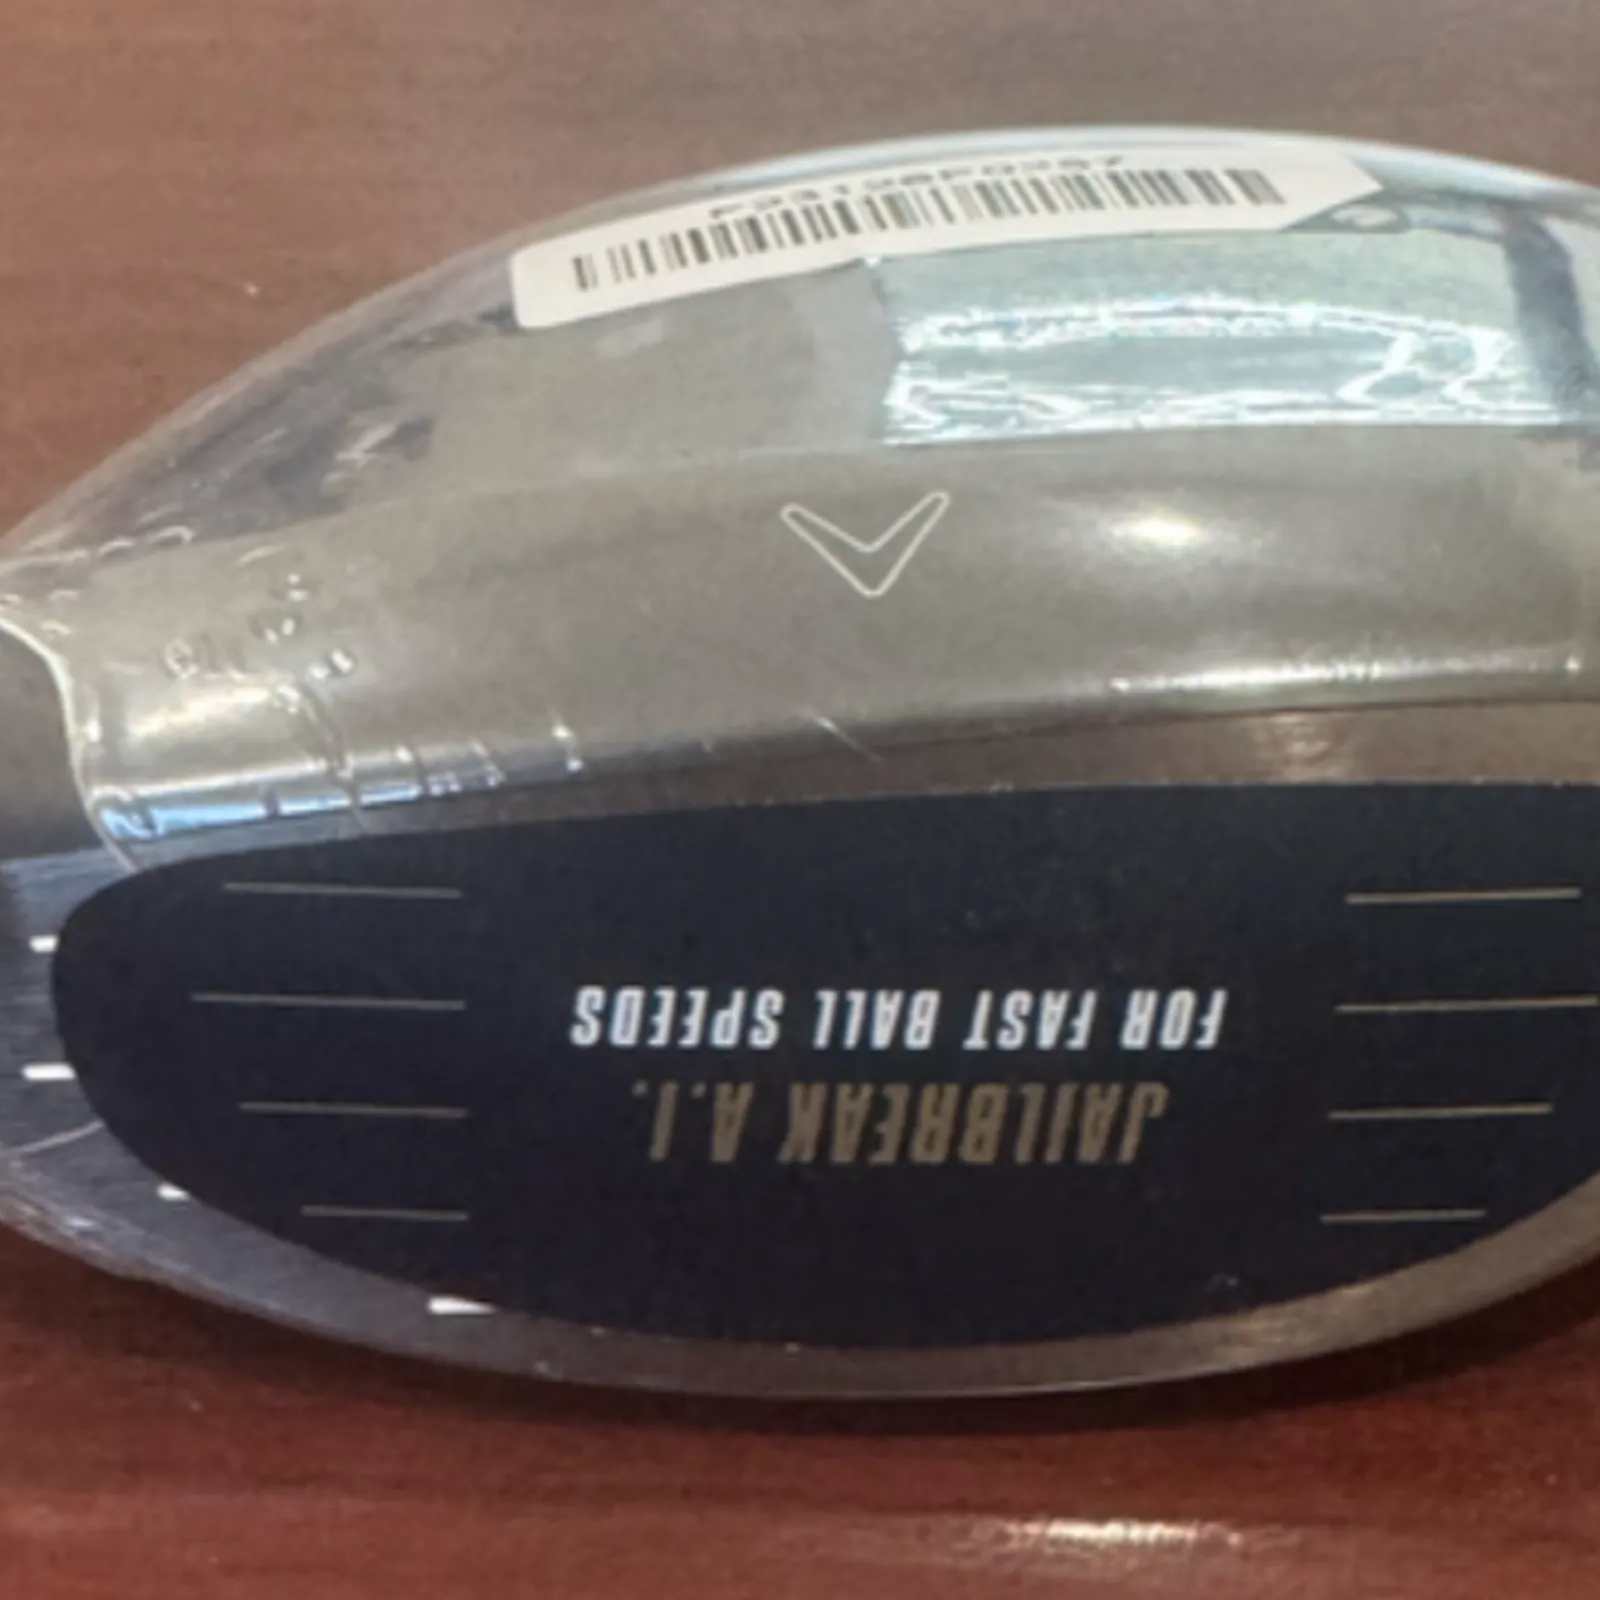 JAILBREAK A.I.
FOR FAST BALL SPEEDS